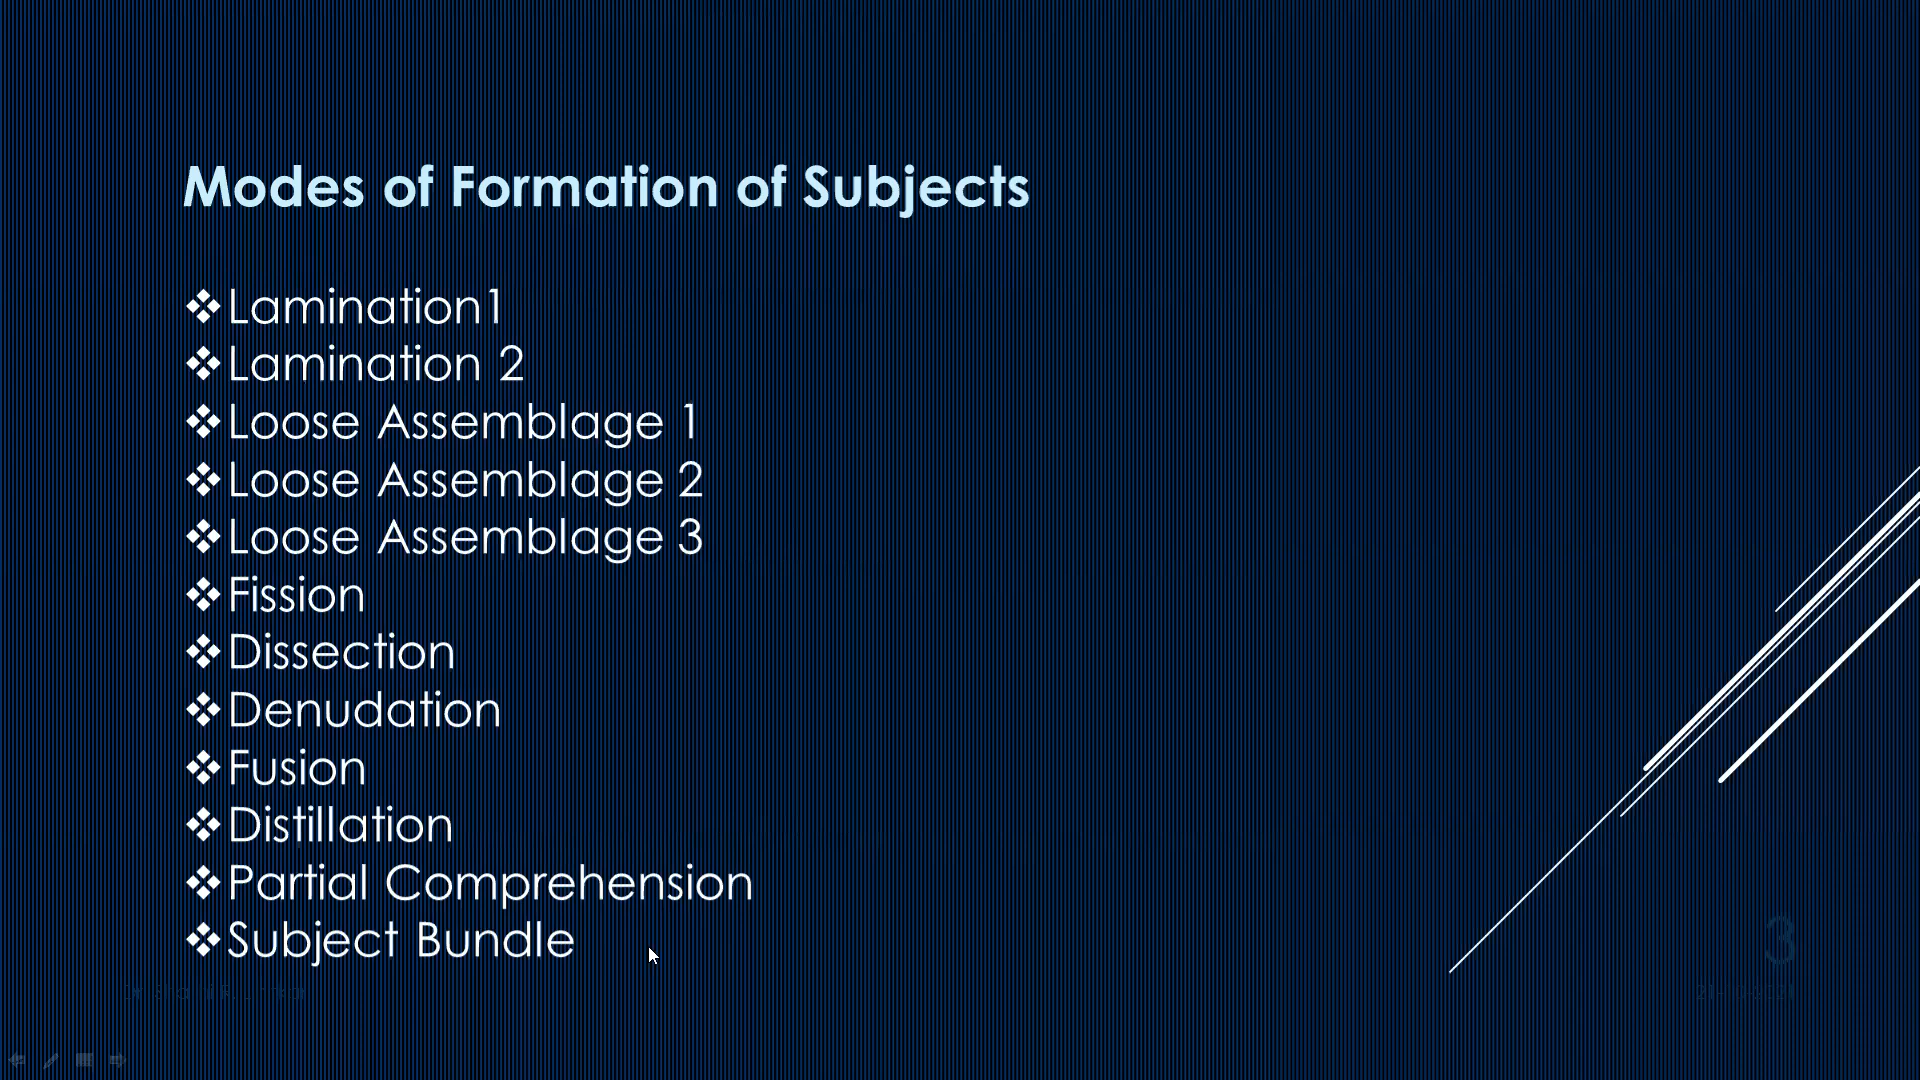 Modes of Formation of Subjects
Lamination1
Lamination 2
Loose Assemblage 1
Loose Assemblage 2
Loose Assemblage 3
Fission
Dissection
Denudation
Fusion
Distillation
Partial Comprehension
Subject Bundle
3